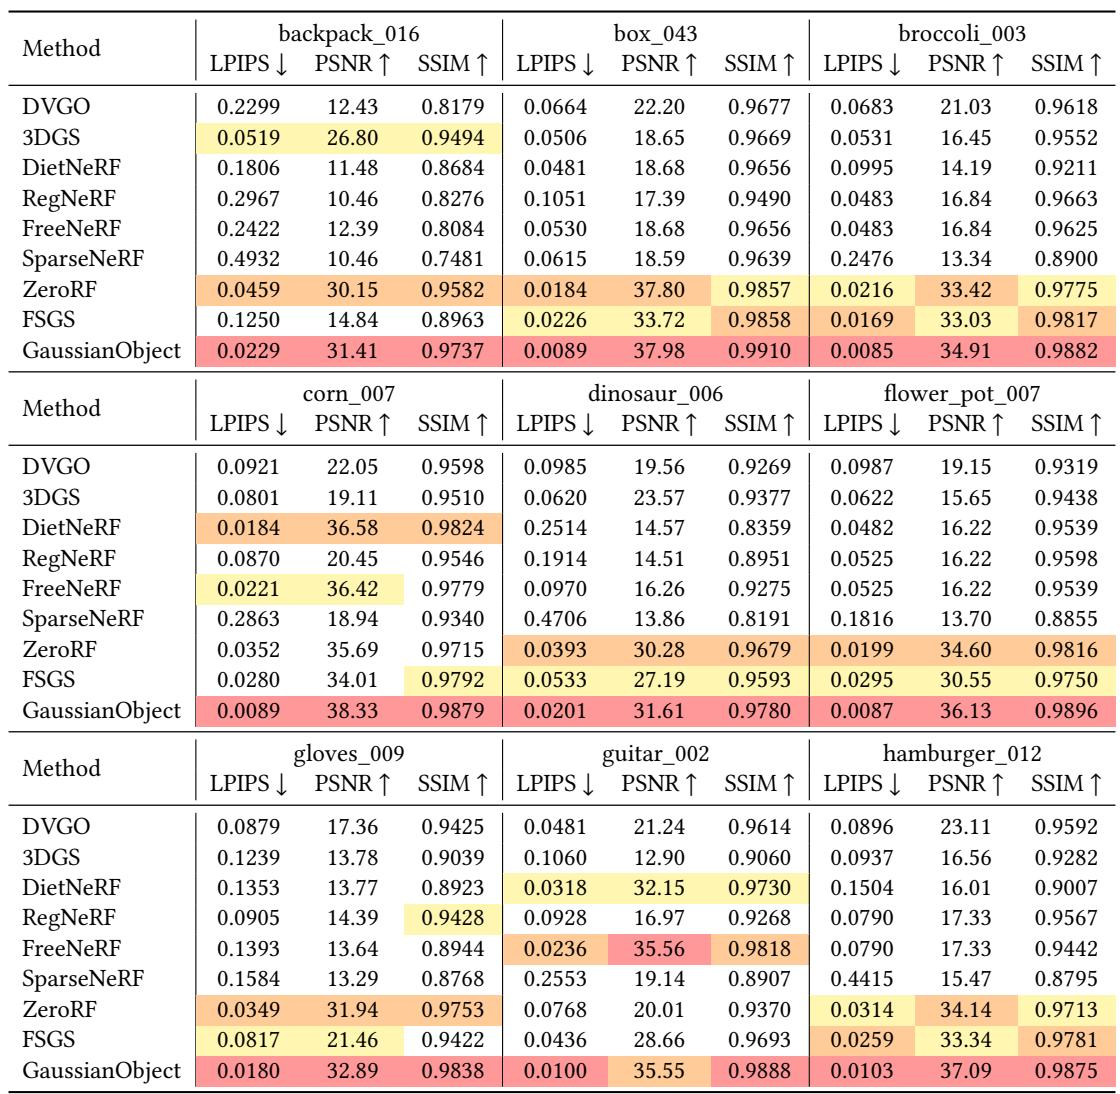 Method backpack_016 box_043 broccoli_003
LPIPS ↓ PSNR ↑ SSIM ↑ LPIPS ↓ PSNR ↑ SSIM ↑ LPIPS ↓ PSNR ↑ SSIM ↑
DVGO 0.2299 12.43 0.8179 0.0664 22.20 0.9677 0.0683 21.03 0.9618
3DGS 0.0519 26.80 0.9494 0.0506 18.65 0.9669 0.0531 16.45 0.9552
DietNeRF 0.1806 11.48 0.8684 0.0481 18.68 0.9656 0.0995 14.19 0.9211
RegNeRF 0.2967 10.46 0.8276 0.1051 17.39 0.9490 0.0483 16.84 0.9663
FreeNeRF 0.2422 12.39 0.8084 0.0530 18.68 0.9656 0.0483 16.84 0.9625
SparseNeRF 0.4932 10.46 0.7481 0.0615 18.59 0.9639 0.2476 13.34 0.8900
ZeroRF 0.0459 30.15 0.9582 0.0184 37.80 0.9857 0.0216 33.42 0.9775
FSGS 0.1250 14.84 0.8963 0.0226 33.72 0.9858 0.0169 33.03 0.9817
GaussianObject 0.0229 31.41 0.9737 0.0089 37.98 0.9910 0.0085 34.91 0.9882
Method corn_007 dinosaur_006 flower_pot_007
LPIPS ↓ PSNR ↑ SSIM ↑ LPIPS ↓ PSNR ↑ SSIM ↑ LPIPS ↓ PSNR ↑ SSIM ↑
DVGO 0.0921 22.05 0.9598 0.0985 19.56 0.9269 0.0987 19.15 0.9319
3DGS 0.0801 19.11 0.9510 0.0620 23.57 0.9377 0.0622 15.65 0.9438
DietNeRF 0.0184 36.58 0.9824 0.2514 14.57 0.8359 0.0482 16.22 0.9539
RegNeRF 0.0870 20.45 0.9546 0.1914 14.51 0.8951 0.0525 16.22 0.9598
FreeNeRF 0.0221 36.42 0.9779 0.0970 16.26 0.9275 0.0525 16.22 0.9539
SparseNeRF 0.2863 18.94 0.9340 0.4706 13.86 0.8191 0.1816 13.70 0.8855
ZeroRF 0.0352 35.69 0.9715 0.0393 30.28 0.9679 0.0199 34.60 0.9816
FSGS 0.0280 34.01 0.9792 0.0533 27.19 0.9593 0.0295 30.55 0.9750
GaussianObject 0.0089 38.33 0.9879 0.0201 31.61 0.9780 0.0087 36.13 0.9896
Method gloves_009 guitar_002 hamburger_012
LPIPS ↓ PSNR ↑ SSIM ↑ LPIPS ↓ PSNR ↑ SSIM ↑ LPIPS ↓ PSNR ↑ SSIM ↑
DVGO 0.0879 17.36 0.9425 0.0481 21.24 0.9614 0.0896 23.11 0.9592
3DGS 0.1239 13.78 0.9039 0.1060 12.90 0.9060 0.0937 16.56 0.9282
DietNeRF 0.1353 13.77 0.8923 0.0318 32.15 0.9730 0.1504 16.01 0.9007
RegNeRF 0.0905 14.39 0.9428 0.0928 16.97 0.9268 0.0790 17.33 0.9567
FreeNeRF 0.1393 13.64 0.8944 0.0236 35.56 0.9818 0.0790 17.33 0.9442
SparseNeRF 0.1584 13.29 0.8768 0.2553 19.14 0.8907 0.4415 15.47 0.8795
ZeroRF 0.0349 31.94 0.9753 0.0768 20.01 0.9370 0.0314 34.14 0.9713
FSGS 0.0817 21.46 0.9422 0.0436 28.66 0.9693 0.0259 33.34 0.9781
GaussianObject 0.0180 32.89 0.9838 0.0100 35.55 0.9888 0.0103 37.09 0.9875